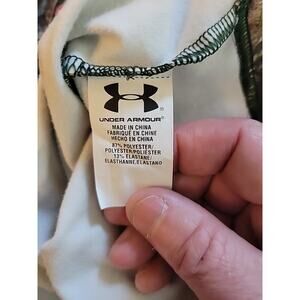 UNDER ARMOUR®
MADE IN CHINA
FABRIQUÉ EN CHINE
HECHO EN CHINA
87% POLYESTER/
POLYESTER/POLIÉSTER
13% ELASTANE/
ÉLASTHANNE/ELASTANO